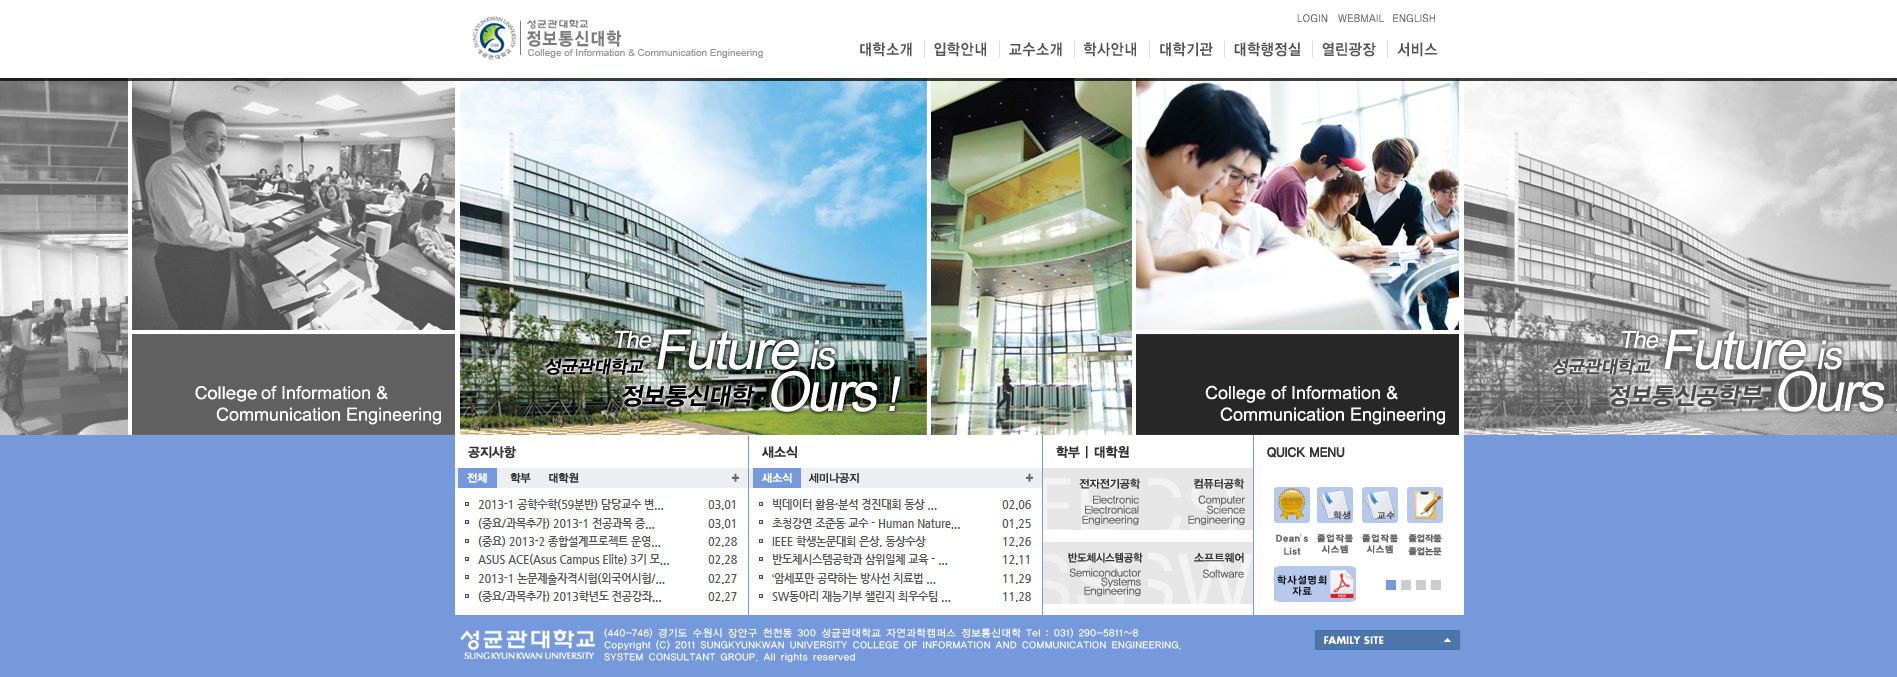 LOGIN WEBMAIL ENGLISH
성균관대학교
정보통신대학
College of Information & Communication Engineering
대학소개 입학안내 교수소개 학사안내 대학기관 대학행정실 열린광장 서비스
College of Information &
Communication Engineering
The Future is
성균관대학교
정보통신대학 Ours !
College of Information &
Communication Engineering
The Future is
성균관대학교
정보통신공학부 Ours
공지사항
전체 학부 대학원 +
2013-1 공학수학(59분반) 담당교수 변... 03.01
(중요/과목추가) 2013-1 전공과목 증... 03.01
(중요) 2013-2 종합설계프로젝트 운영... 02.28
ASUS ACE(Asus Campus Elite) 3기 모... 02.28
2013-1 논문제출자격시험(외국어시험/... 02.27
(중요/과목추가) 2013학년도 전공강좌... 02.27
새소식
새소식 세미나공지 +
빅데이터 활용·분석 경진대회 동상 ... 02.06
초청강연 조준동 교수 - Human Nature... 01.25
IEEE 학생논문대회 은상, 동상수상 12.26
반도체시스템공학과 삼위일체 교육 - ... 12.11
'암세포만 공략하는 방사선 치료법 ... 11.29
SW동아리 재능기부 챌린지 최우수팀 ... 11.28
학부 | 대학원
전자전기공학
Electronic
Electronical
Engineering
컴퓨터공학
Computer
Science
Engineering
반도체시스템공학
Semiconductor
Systems
Engineering
소프트웨어
Software
QUICK MENU
학생 교수
Dean's
List
졸업작품
시스템
졸업작품
시스템
졸업작품
졸업논문
학사설명회
자료
성균관대학교
SUNGKYUNKWAN UNIVERSITY
(440-746) 경기도 수원시 장안구 천천동 300 성균관대학교 자연과학캠퍼스 정보통신대학 Tel : 031) 290-5811~8
Copyright (C) 2011 SUNGKYUNKWAN UNIVERSITY COLLEGE OF INFORMATION AND COMMUNICATION ENGINEERING,
SYSTEM CONSULTANT GROUP, All rights reserved
FAMILY SITE